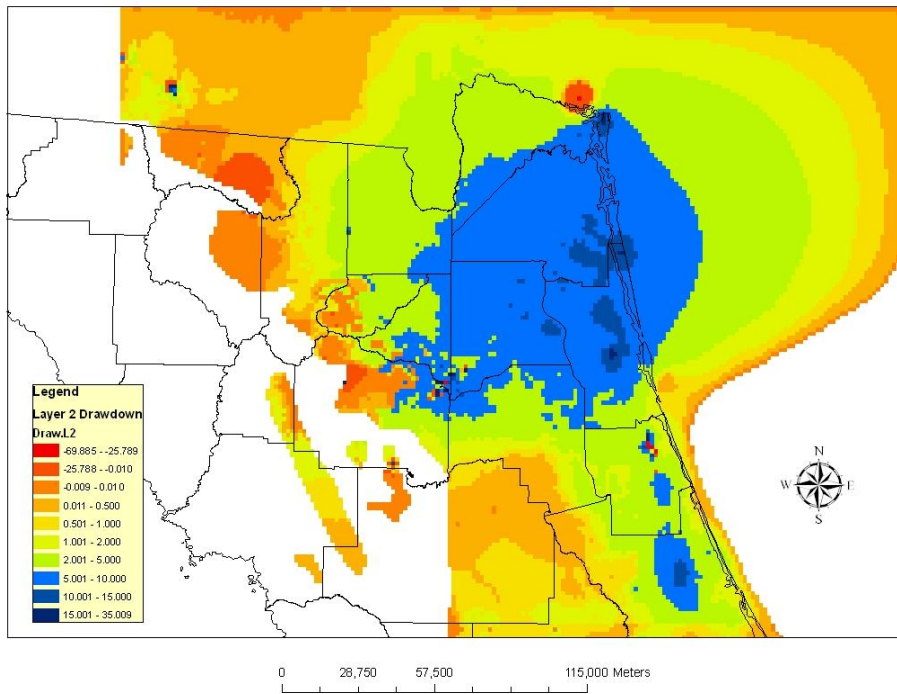 Legend
Layer 2 Drawdown
Draw.L2
-69.885 - -25.789
-25.788 - -0.010
-0.009 - 0.010
0.011 - 0.500
0.501 - 1.000
1.001 - 2.000
2.001 - 5.000
5.001 - 10.000
10.001 - 15.000
15.001 - 35.009
N
W E
S
0 28,750 57,500 115,000 Meters